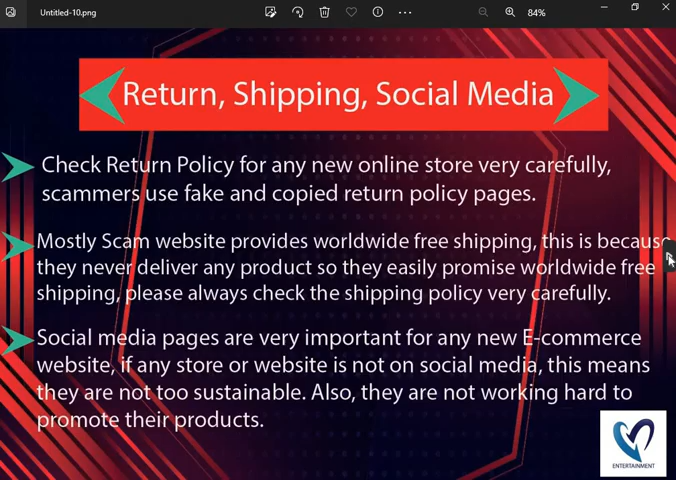 Untitled-10.png
84%
Return, Shipping, Social Media
Check Return Policy for any new online store very carefully,
scammers use fake and copied return policy pages.
Mostly Scam website provides worldwide free shipping, this is because
they never deliver any product so they easily promise worldwide free
shipping, please always check the shipping policy very carefully.
Social media pages are very important for any new E-commerce
website, if any store or website is not on social media, this means
they are not too sustainable. Also, they are not working hard to
promote their products.
ENTERTAINMENT